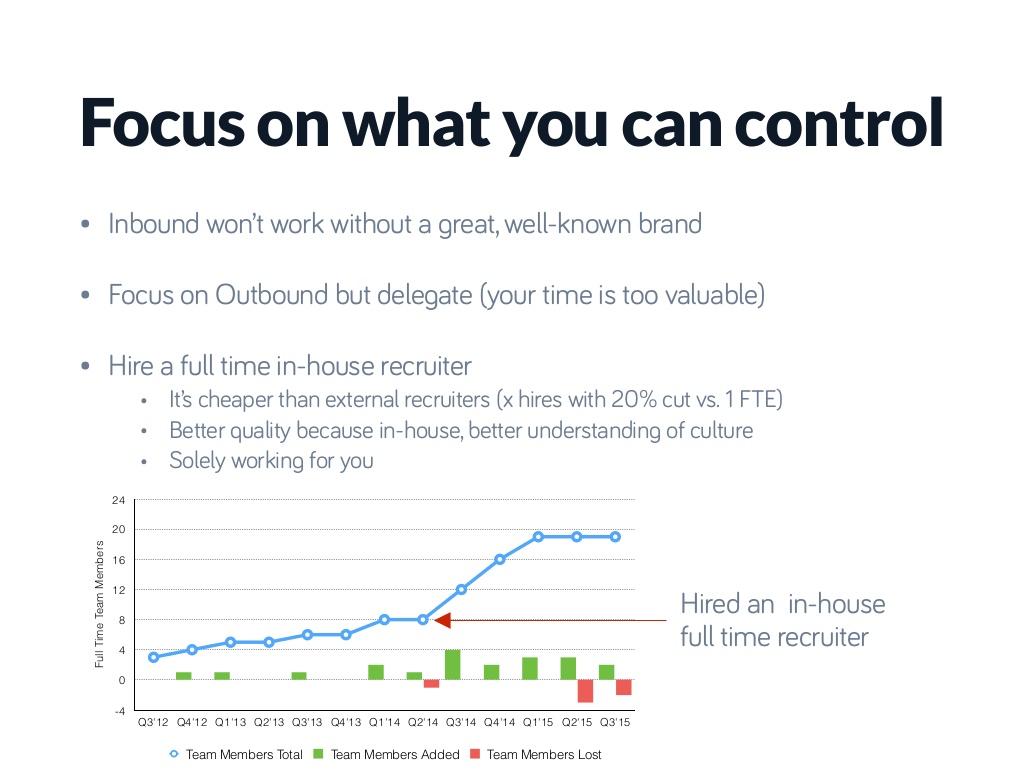 Focus on what you can control
• Inbound won't work without a great, well-known brand
• Focus on Outbound but delegate (your time is too valuable)
• Hire a full time in-house recruiter
• It's cheaper than external recruiters (x hires with 20% cut vs. 1 FTE)
• Better quality because in-house, better understanding of culture
• Solely working for you
Full Time Team Members
24
20
16
12
8
4
0
-4
Q3'12 Q4'12 Q1'13 Q2'13 Q3'13 Q4'13 Q1'14 Q2'14 Q3'14 Q4'14 Q1'15 Q2'15 Q3'15
Team Members Total Team Members Added Team Members Lost
Hired an in-house
full time recruiter